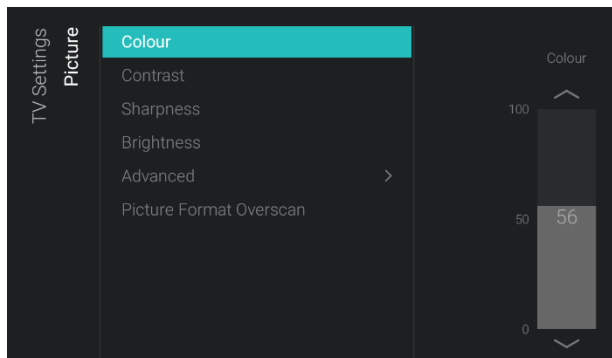 TV Settings
Picture
Colour
Contrast
Sharpness
Brightness
Advanced
Picture Format Overscan
Colour
100
50
56
0